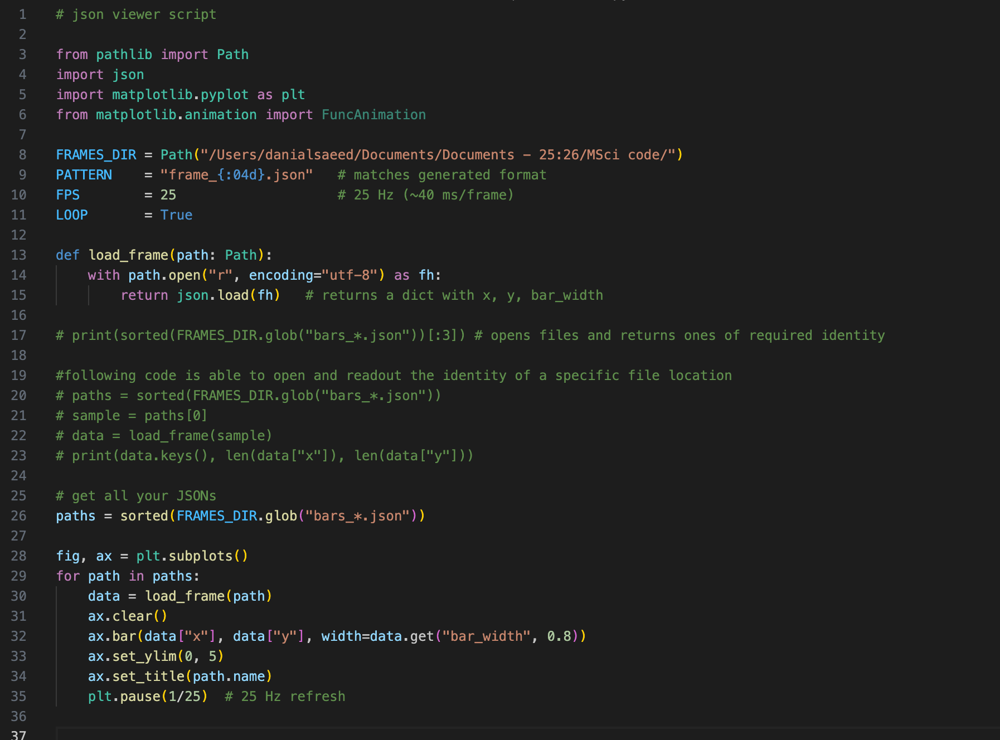 1 # json viewer script
2
3 from pathlib import Path
4 import json
5 import matplotlib.pyplot as plt
6 from matplotlib.animation import FuncAnimation
7
8 FRAMES_DIR = Path("/Users/danialsaeed/Documents/Documents – 25:26/MSci code/")
9 PATTERN    = "frame_{:04d}.json"   # matches generated format
10 FPS        = 25                    # 25 Hz (~40 ms/frame)
11 LOOP       = True
12
13 def load_frame(path: Path):
14     with path.open("r", encoding="utf-8") as fh:
15         return json.load(fh)   # returns a dict with x, y, bar_width
16
17 # print(sorted(FRAMES_DIR.glob("bars_*.json"))[:3]) # opens files and returns ones of required identity
18
19 #following code is able to open and readout the identity of a specific file location
20 # paths = sorted(FRAMES_DIR.glob("bars_*.json"))
21 # sample = paths[0]
22 # data = load_frame(sample)
23 # print(data.keys(), len(data["x"]), len(data["y"]))
24
25 # get all your JSONs
26 paths = sorted(FRAMES_DIR.glob("bars_*.json"))
27
28 fig, ax = plt.subplots()
29 for path in paths:
30     data = load_frame(path)
31     ax.clear()
32     ax.bar(data["x"], data["y"], width=data.get("bar_width", 0.8))
33     ax.set_ylim(0, 5)
34     ax.set_title(path.name)
35     plt.pause(1/25)  # 25 Hz refresh
36
37